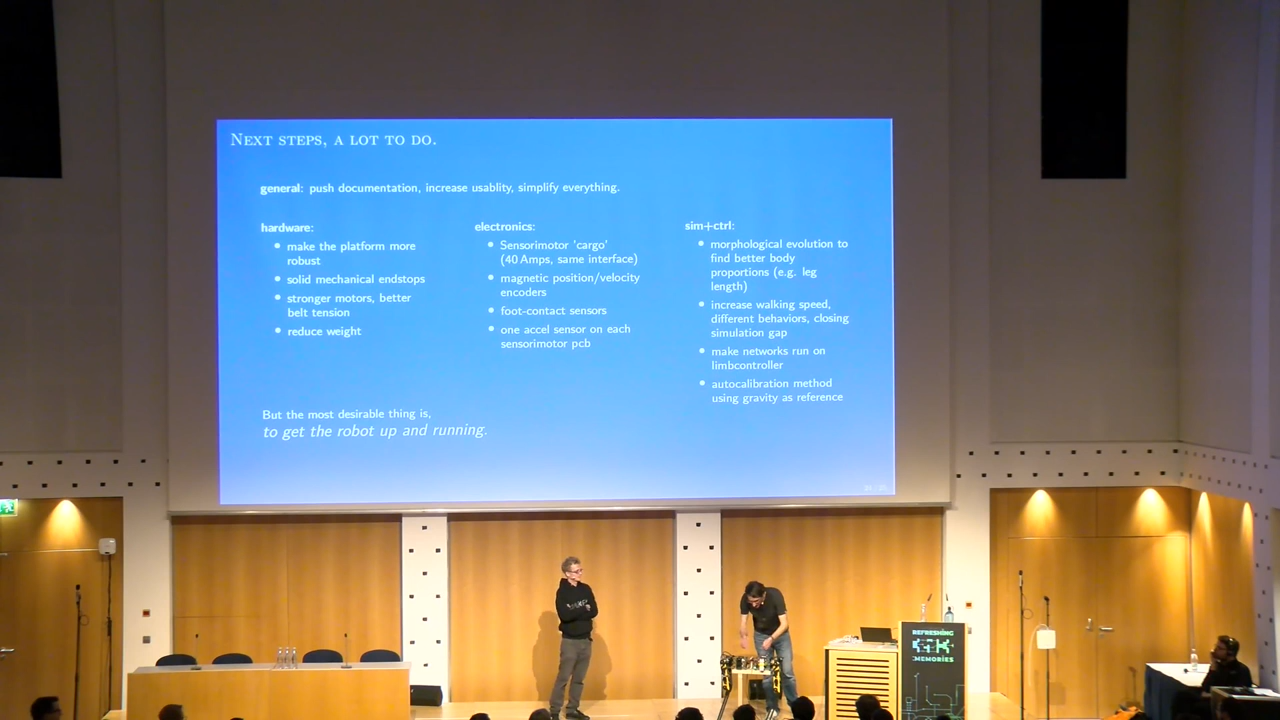 Next steps, a lot to do.
general: push documentation, increase usablity, simplify everything.
hardware:
make the platform more
robust
solid mechanical endstops
stronger motors, better
belt tension
reduce weight
electronics:
Sensorimotor 'cargo'
(40 Amps, same interface)
magnetic position/velocity
encoders
foot-contact sensors
one accel sensor on each
sensorimotor pcb
sim+ctrl:
morphological evolution to
find better body
proportions (e.g. leg
length)
increase walking speed,
different behaviors, closing
simulation gap
make networks run on
limbcontroller
autocalibration method
using gravity as reference
But the most desirable thing is,
to get the robot up and running.
REFRESHING
MEMORIES